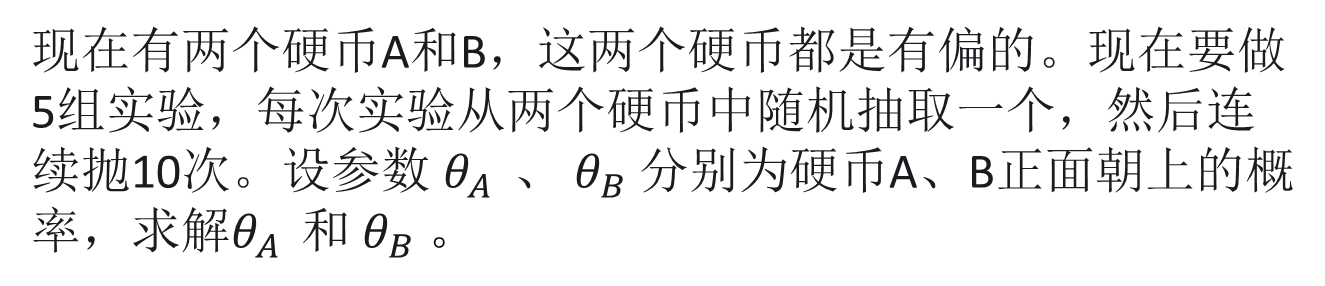 现在有两个硬币A和B，这两个硬币都是有偏的。现在要做
5组实验，每次实验从两个硬币中随机抽取一个，然后连
续抛10次。设参数 θ_A 、 θ_B 分别为硬币A、B正面朝上的概
率，求解θ_A 和 θ_B 。